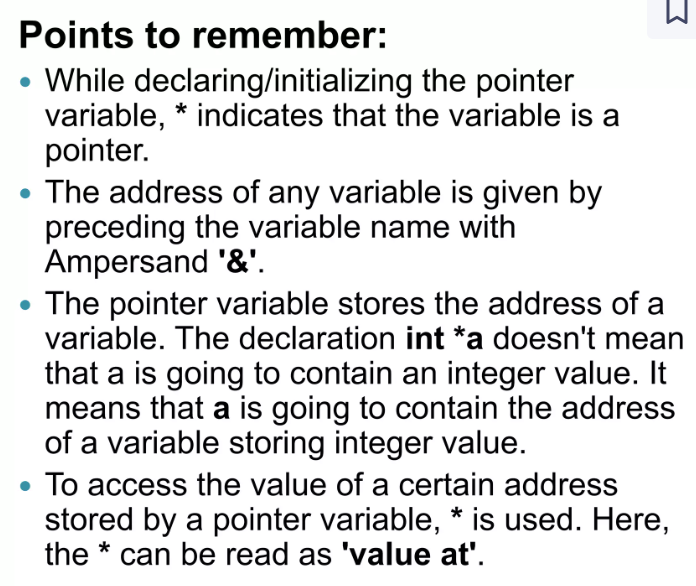 Points to remember:
• While declaring/initializing the pointer
variable, * indicates that the variable is a
pointer.
• The address of any variable is given by
preceding the variable name with
Ampersand '&'.
• The pointer variable stores the address of a
variable. The declaration int *a doesn't mean
that a is going to contain an integer value. It
means that a is going to contain the address
of a variable storing integer value.
• To access the value of a certain address
stored by a pointer variable, * is used. Here,
the * can be read as 'value at'.